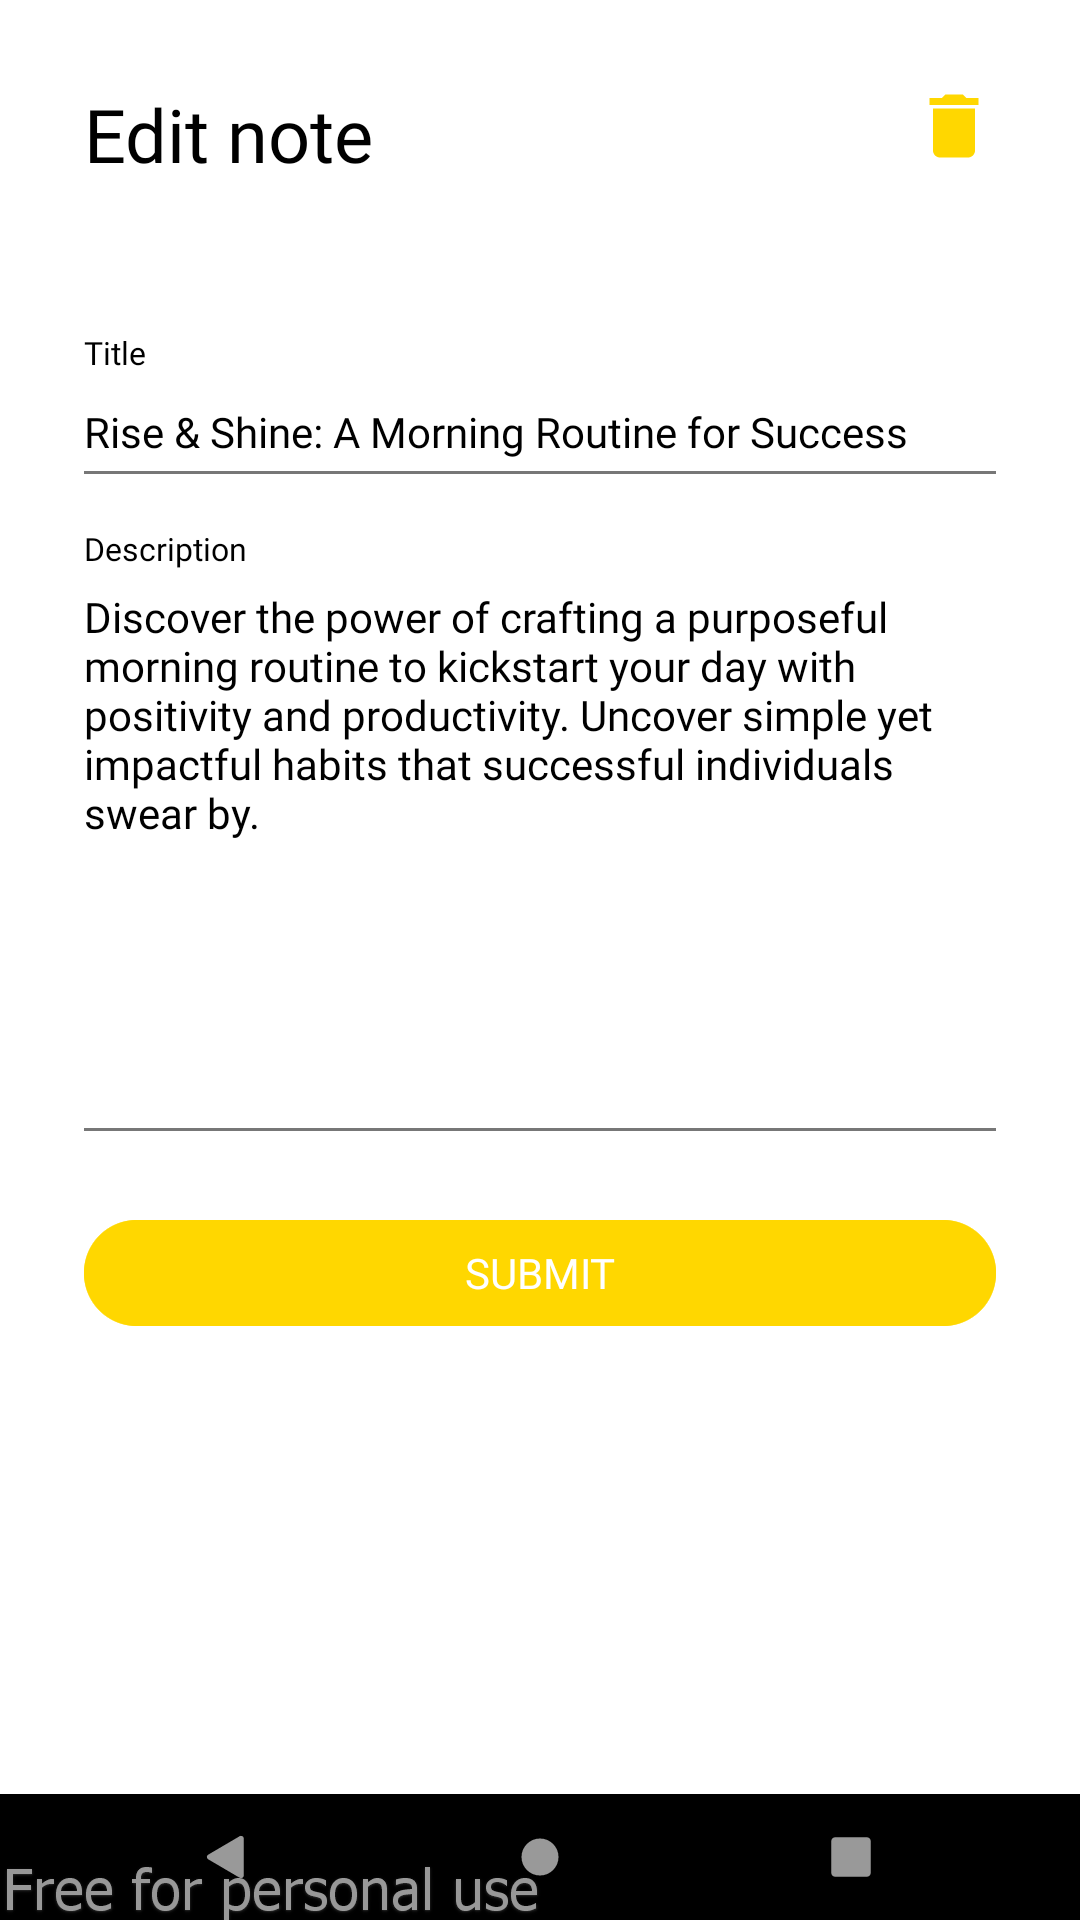 Edit note
Title
Rise & Shine: A Morning Routine for Success
Description
Discover the power of crafting a purposeful
morning routine to kickstart your day with
positivity and productivity. Uncover simple yet
impactful habits that successful individuals
swear by.
SUBMIT
Free for personal use